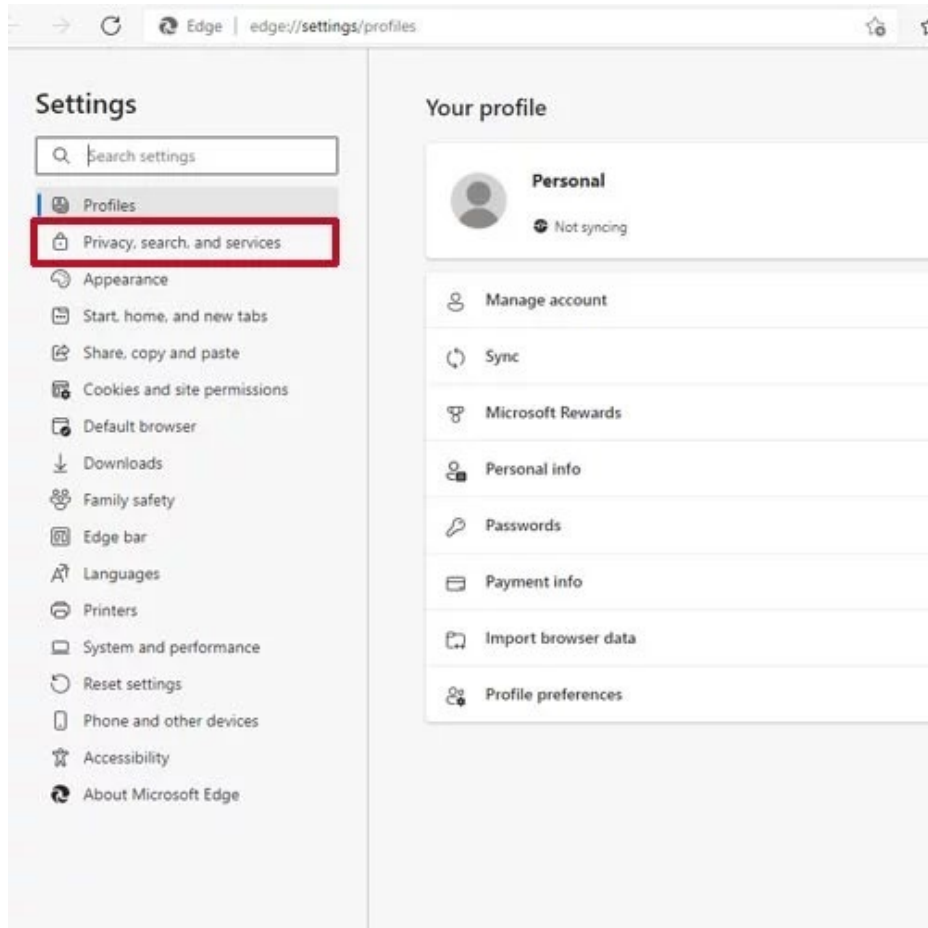 Edge | edge://settings/profiles
Settings
Search settings
Profiles
Privacy, search, and services
Appearance
Start, home, and new tabs
Share, copy and paste
Cookies and site permissions
Default browser
Downloads
Family safety
Edge bar
Languages
Printers
System and performance
Reset settings
Phone and other devices
Accessibility
About Microsoft Edge
Your profile
Personal
Not syncing
Manage account
Sync
Microsoft Rewards
Personal info
Passwords
Payment info
Import browser data
Profile preferences